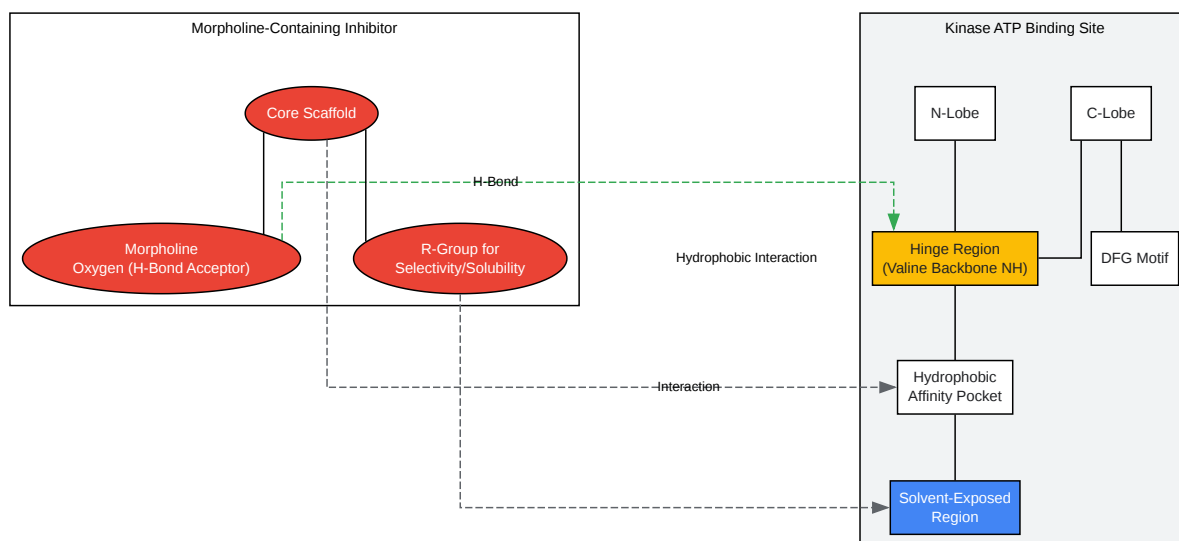 Morpholine-Containing Inhibitor
Kinase ATP Binding Site
Core Scaffold
N-Lobe
C-Lobe
H-Bond
Morpholine
Oxygen (H-Bond Acceptor)
R-Group for
Selectivity/Solubility
Hydrophobic Interaction
Hinge Region
(Valine Backbone NH)
DFG Motif
Interaction
Hydrophobic
Affinity Pocket
Solvent-Exposed
Region